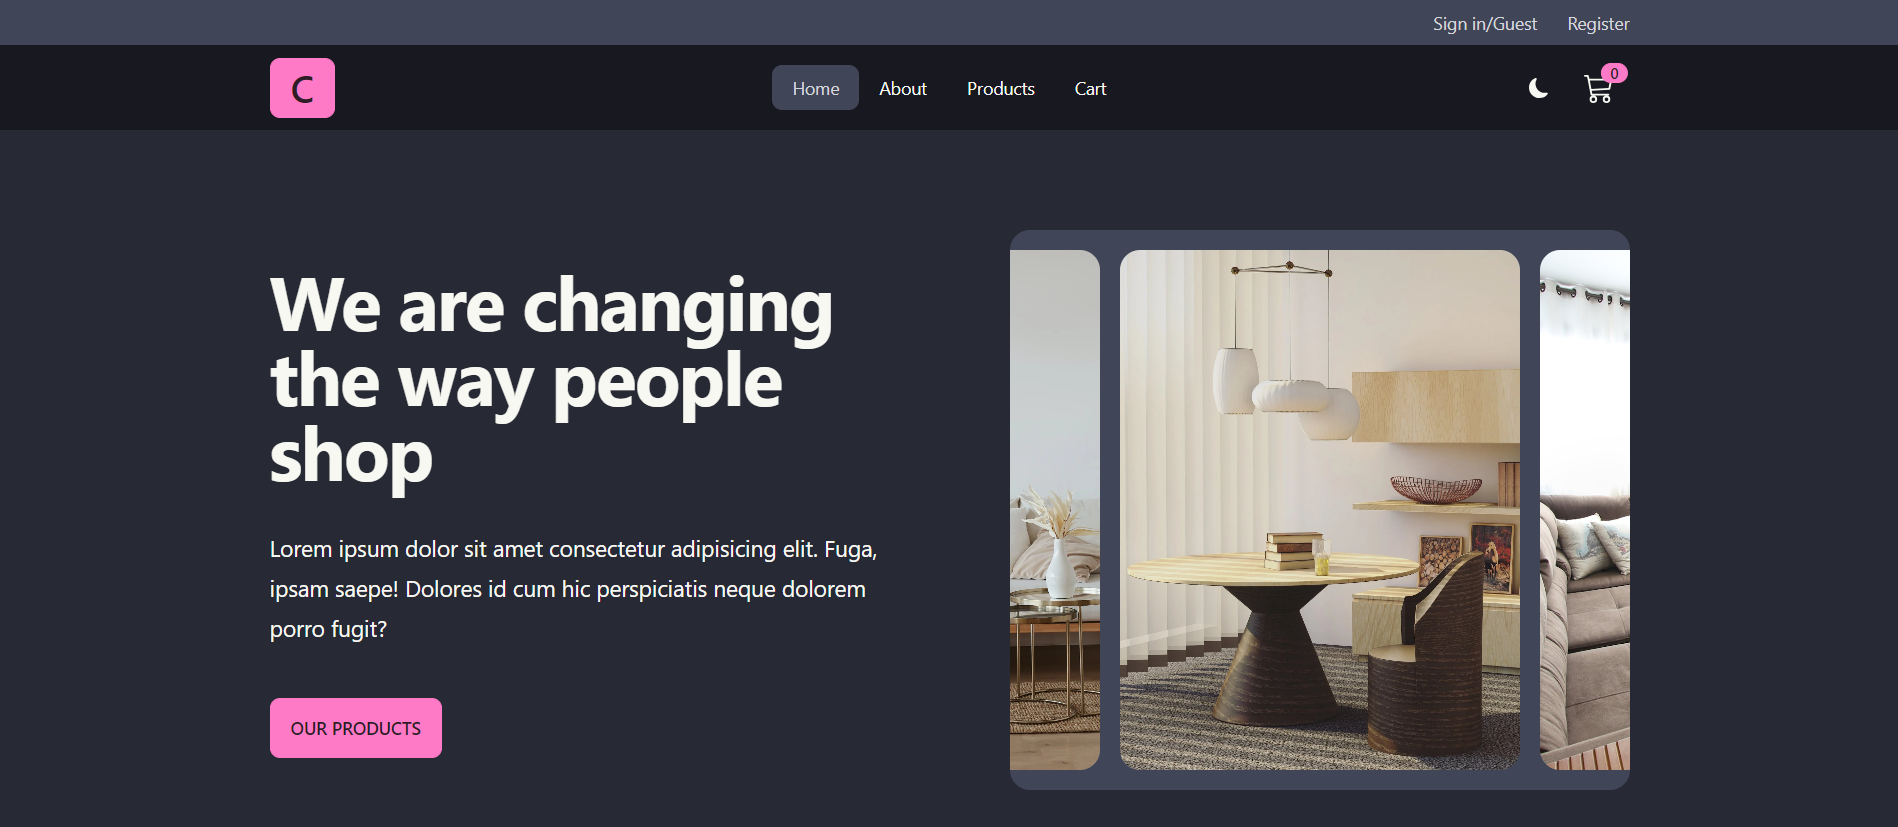 Sign in/Guest Register
C
Home About Products Cart
0
We are changing
the way people
shop
Lorem ipsum dolor sit amet consectetur adipisicing elit. Fuga,
ipsam saepe! Dolores id cum hic perspiciatis neque dolorem
porro fugit?
OUR PRODUCTS